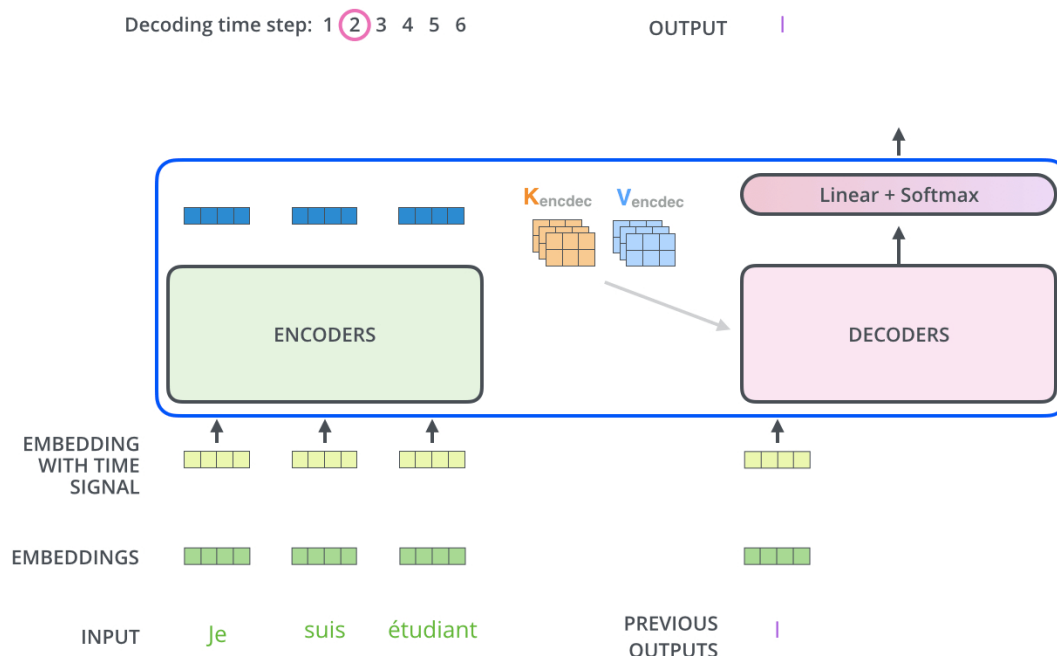 Decoding time step: 1 2 3 4 5 6
OUTPUT I
Kencdec Vencdec
Linear + Softmax
ENCODERS
DECODERS
EMBEDDING
WITH TIME
SIGNAL
EMBEDDINGS
INPUT Je suis étudiant
PREVIOUS
OUTPUTS
I